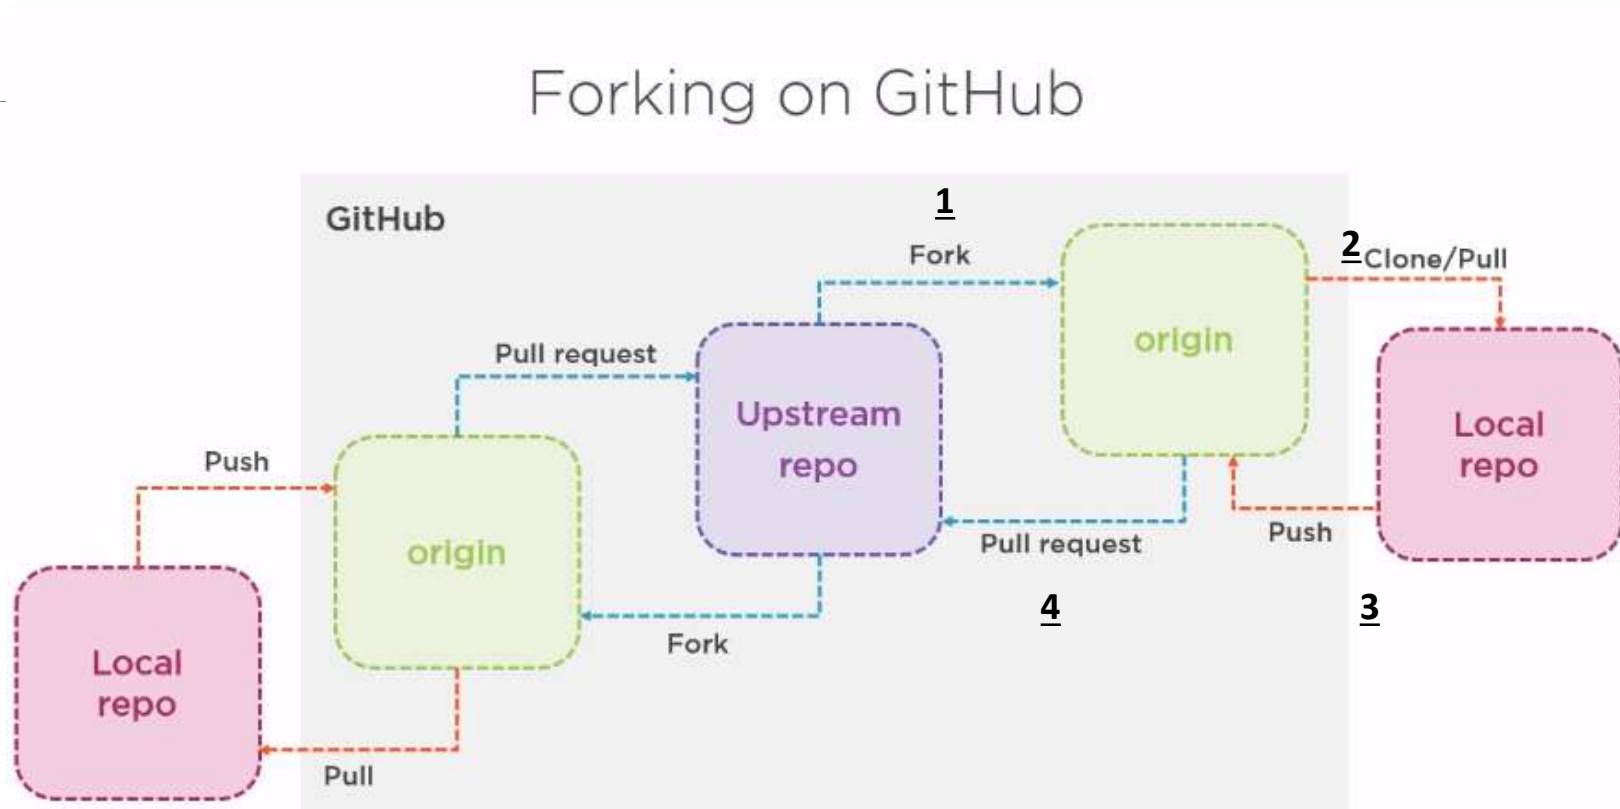 Forking on GitHub
GitHub
1
Fork
2
Clone/Pull
origin
Pull request
Upstream
repo
Local
repo
Push
origin
Pull request
Push
4
3
Fork
Local
repo
Pull